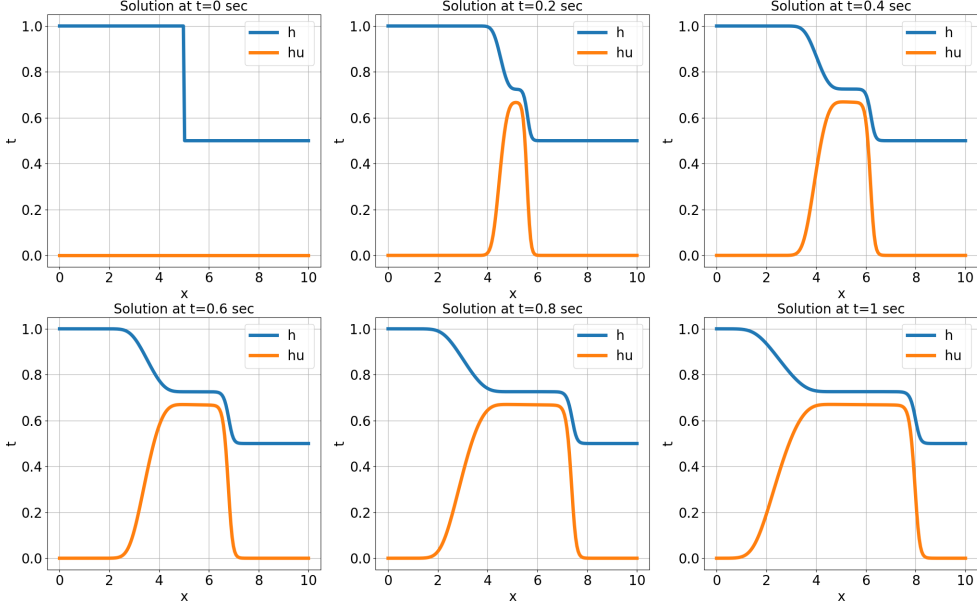 Solution at t=0 sec
Solution at t=0.2 sec
Solution at t=0.4 sec
1.0
0.8
0.6
0.4
0.2
0.0
t
h
hu
0 2 4 6 8 10
x
1.0
0.8
0.6
0.4
0.2
0.0
t
h
hu
0 2 4 6 8 10
x
1.0
0.8
0.6
0.4
0.2
0.0
t
h
hu
0 2 4 6 8 10
x
Solution at t=0.6 sec
Solution at t=0.8 sec
Solution at t=1 sec
1.0
0.8
0.6
0.4
0.2
0.0
t
h
hu
0 2 4 6 8 10
x
1.0
0.8
0.6
0.4
0.2
0.0
t
h
hu
0 2 4 6 8 10
x
1.0
0.8
0.6
0.4
0.2
0.0
t
h
hu
0 2 4 6 8 10
x